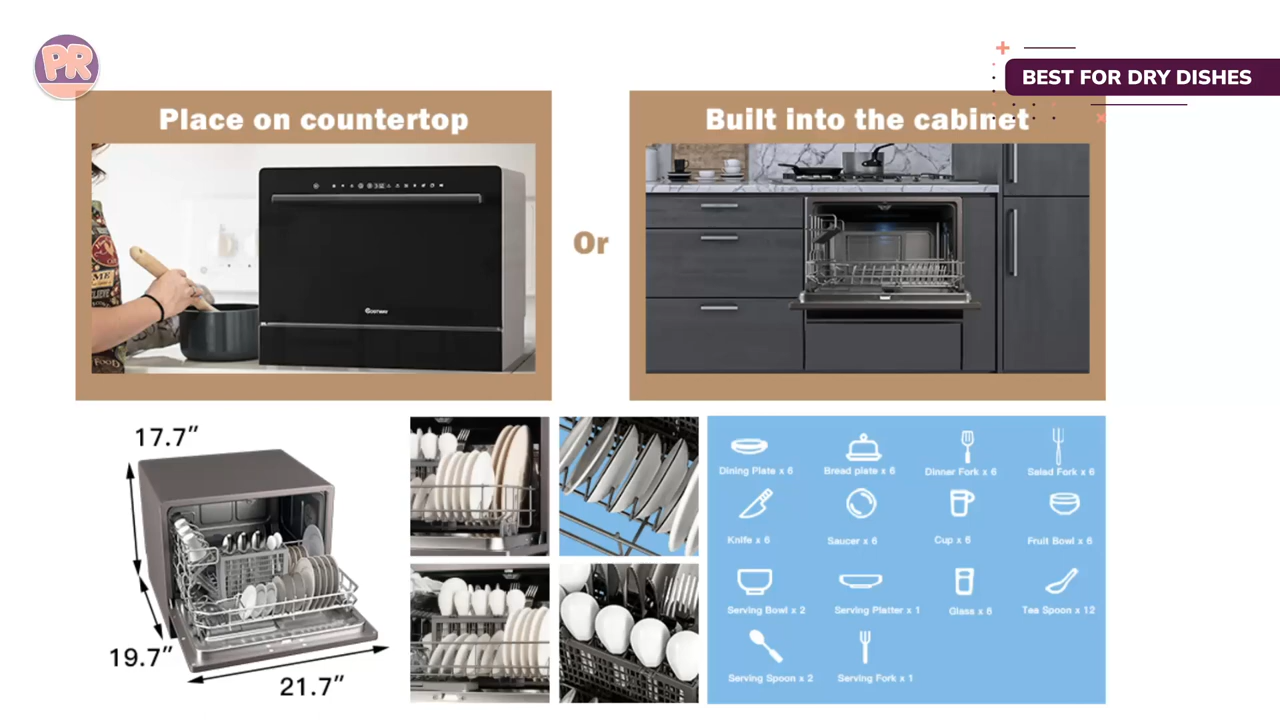 PR
BEST FOR DRY DISHES
Place on countertop
Built into the cabinet
Or
COSTWAY
FOOD
17.7"
19.7"
21.7"
Dining Plate x 6
Bread plate x 6
Dinner Fork x 6
Salad Fork x 6
Knife x 6
Saucer x 6
Cup x 6
Fruit Bowl x 6
Serving Bowl x 2
Serving Platter x 1
Glass x 6
Tea Spoon x 12
Serving Spoon x 2
Serving Fork x 1